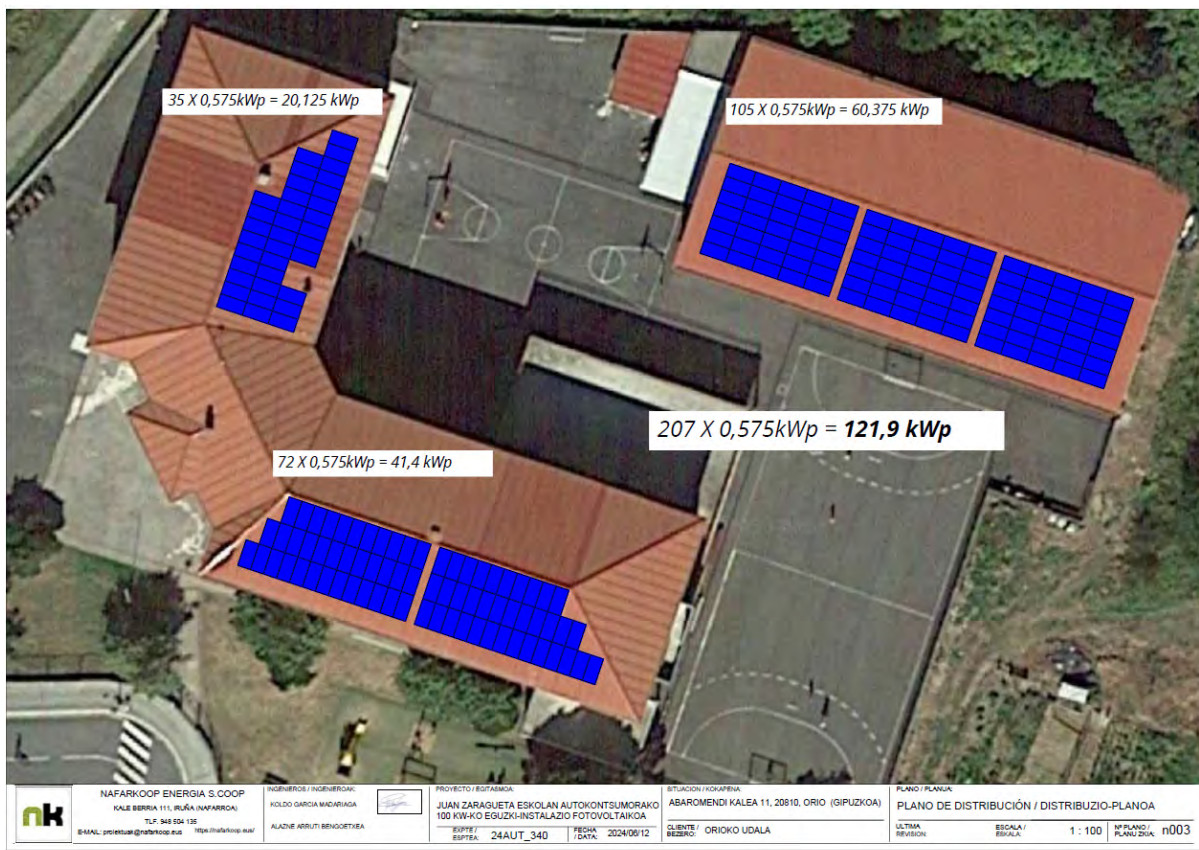 35 X 0,575kWp = 20,125 kWp
105 X 0,575kWp = 60,375 kWp
207 X 0,575kWp = 121,9 kWp
72 X 0,575kWp = 41,4 kWp
nk
NAFARKOOP ENERGIA S.COOP
KALE BERRIA 111, IRUÑA (NAFARROA)
TLF. 948 504 135
E-MAIL: proiektuak@nafarkoop.eus https://nafarkoop.eus/
INGENIEROS / INGENIEROAK:
KOLDO GARCIA MADARIAGA
ALAZNE ARRUTI BENGOETXEA
PROYECTO / EGITASMOA:
JUAN ZARAGUETA ESKOLAN AUTOKONTSUMORAKO
100 KW-KO EGUZKI-INSTALAZIO FOTOVOLTAIKOA
EXPTE / ESPTEA: 24AUT_340 FECHA / DATA: 2024/06/12
SITUACION / KOKAPENA:
ABAROMENDI KALEA 11, 20810, ORIO (GIPUZKOA)
CLIENTE / BEZERO: ORIOKO UDALA
PLANO / PLANUA:
PLANO DE DISTRIBUCIÓN / DISTRIBUZIO-PLANOA
ULTIMA REVISION: ESCALA / ESKALA: 1 : 100 Nº PLANO / PLANU ZKIA: n003